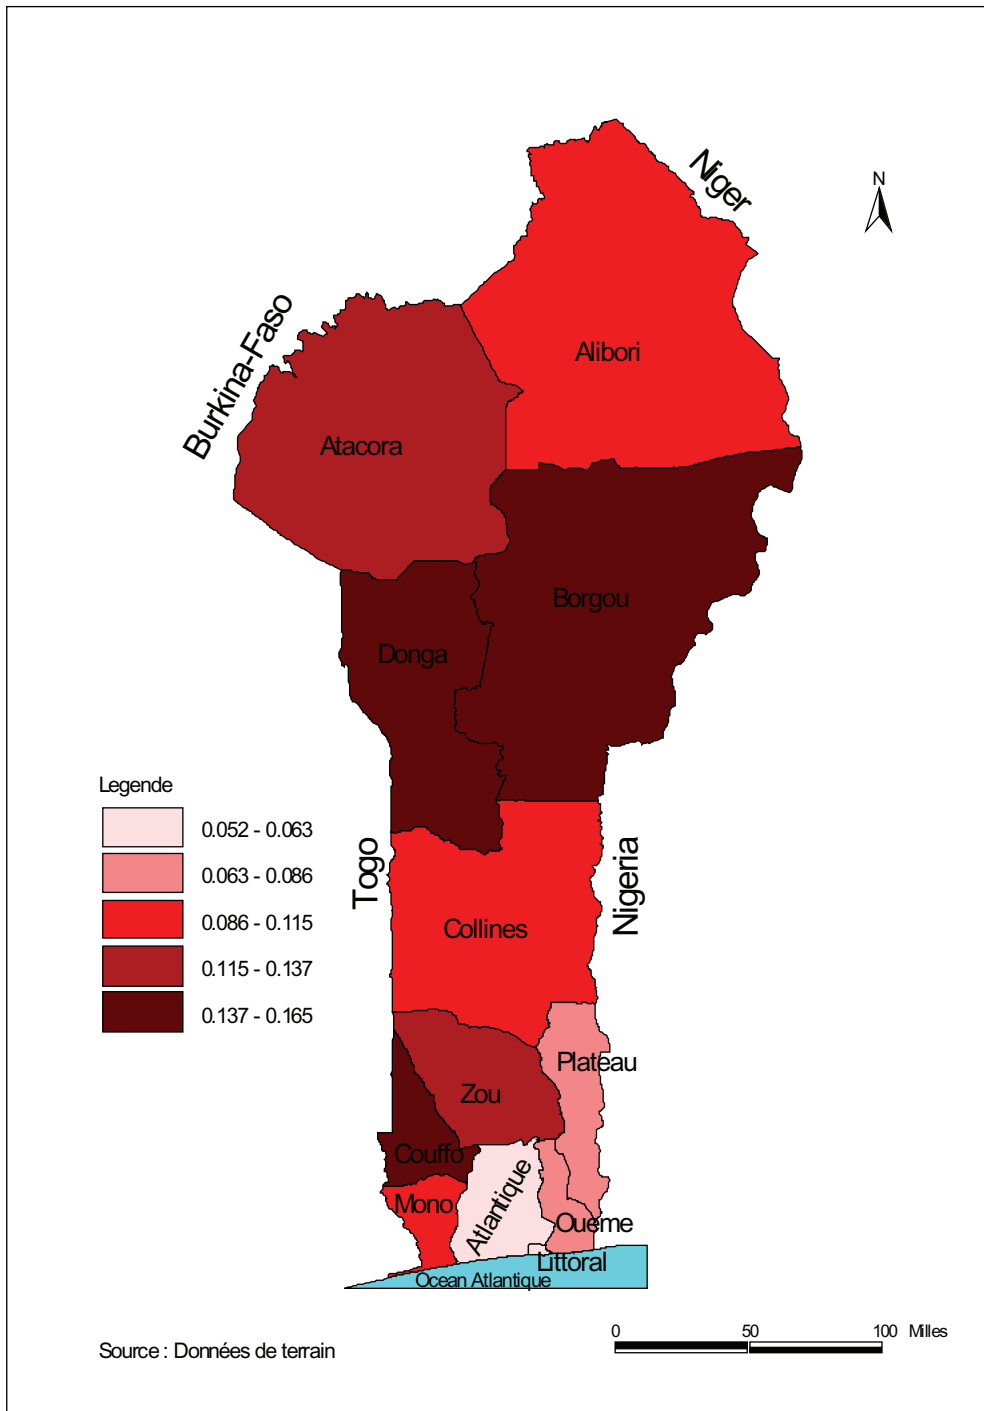 N
Niger
Burkina-Faso
Alibori
Atacora
Borgou
Donga
Legende
0.052 - 0.063
0.063 - 0.086
0.086 - 0.115
0.115 - 0.137
0.137 - 0.165
Togo
Nigeria
Collines
Plateau
Zou
Couffo
Atlantique
Mono
Oueme
Littoral
Ocean Atlantique
0 50 100 Milles
Source : Données de terrain